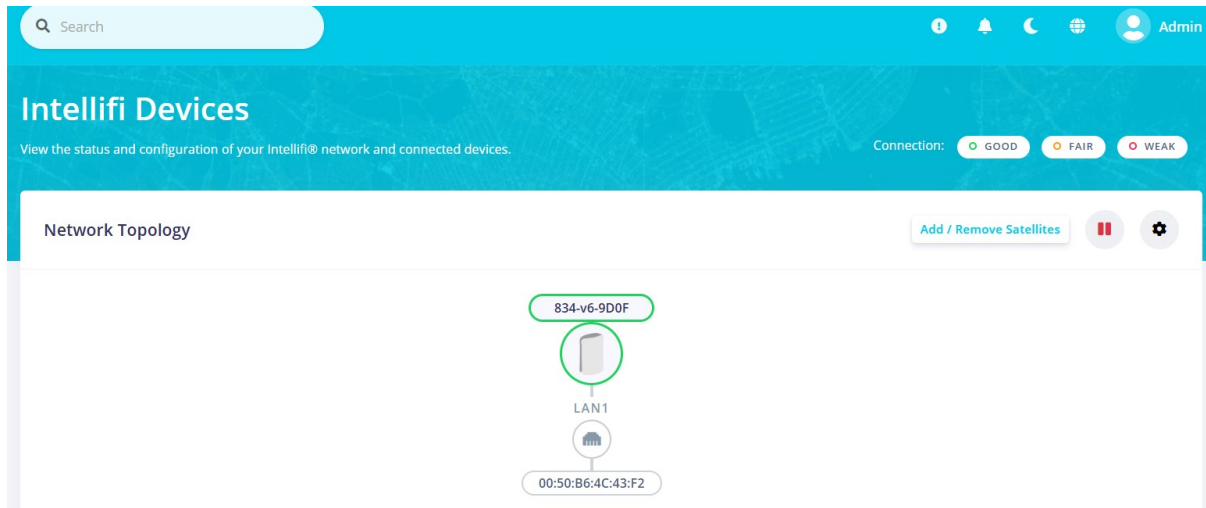 Search
Admin
Intellifi Devices
View the status and configuration of your Intellifi® network and connected devices.
Connection: GOOD FAIR WEAK
Network Topology
Add / Remove Satellites
834-v6-9D0F
LAN1
00:50:B6:4C:43:F2